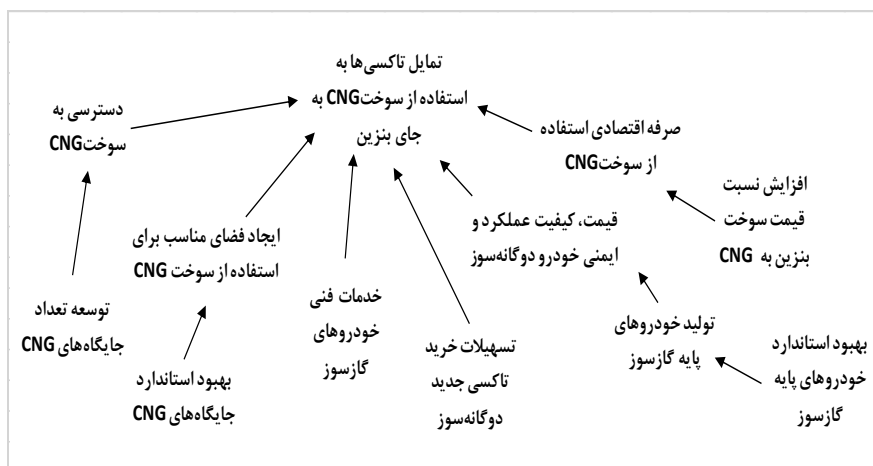 تمایل تاکسی‌ها به
استفاده از سوخت CNG به
جای بنزین
دسترسی به
سوخت CNG
صرفه اقتصادی استفاده
از سوخت CNG
افزایش نسبت
قیمت سوخت
بنزین به CNG
قیمت، کیفیت عملکرد و
ایمنی خودرو دوگانه‌سوز
ایجاد فضای مناسب برای
استفاده از سوخت CNG
توسعه تعداد
جایگاه‌های CNG
خدمات فنی
خودروهای
گازسوز
تولید خودروهای
پایه گازسوز
تسهیلات خرید
تاکسی جدید
دوگانه‌سوز
بهبود استاندارد
خودروهای پایه
گازسوز
بهبود استاندارد
جایگاه‌های CNG